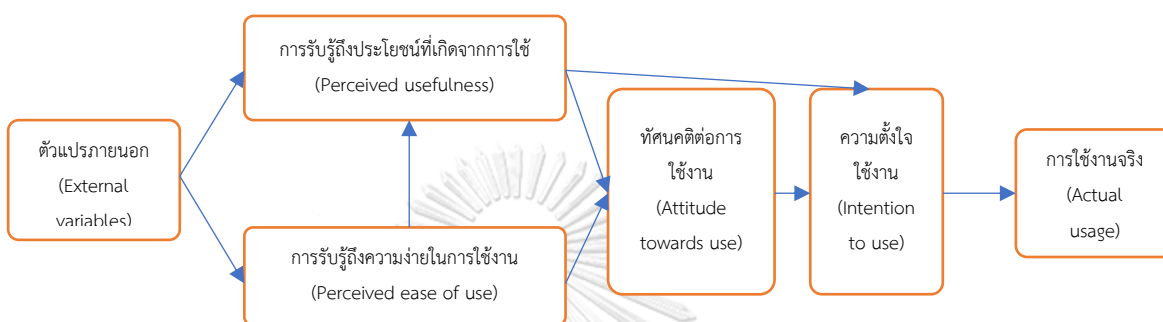 การรับรู้ถึงประโยชน์ที่เกิดจากการใช้
(Perceived usefulness)
ตัวแปรภายนอก
(External
variables)
การรับรู้ถึงความง่ายในการใช้งาน
(Perceived ease of use)
ทัศนคติต่อการ
ใช้งาน
(Attitude
towards use)
ความตั้งใจ
ใช้งาน
(Intention
to use)
การใช้งานจริง
(Actual
usage)